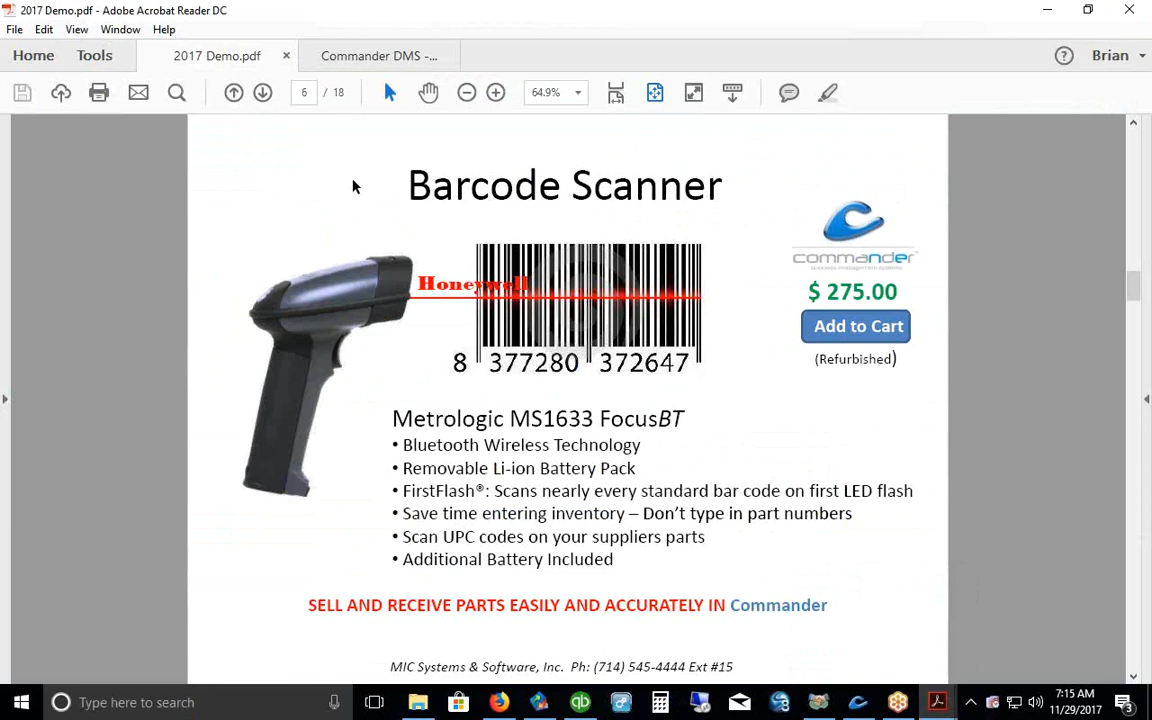 2017 Demo.pdf - Adobe Acrobat Reader DC
File Edit View Window Help
Home Tools 2017 Demo.pdf × Commander DMS -... ? Brian
6 / 18 64.9%
Barcode Scanner
commander
Honeywell
$ 275.00
Add to Cart
(Refurbished)
8 377280 372647
Metrologic MS1633 FocusBT
• Bluetooth Wireless Technology
• Removable Li-ion Battery Pack
• FirstFlash®: Scans nearly every standard bar code on first LED flash
• Save time entering inventory – Don't type in part numbers
• Scan UPC codes on your suppliers parts
• Additional Battery Included
SELL AND RECEIVE PARTS EASILY AND ACCURATELY IN Commander
MIC Systems & Software, Inc. Ph: (714) 545-4444 Ext #15
Type here to search
7:15 AM
11/29/2017
3